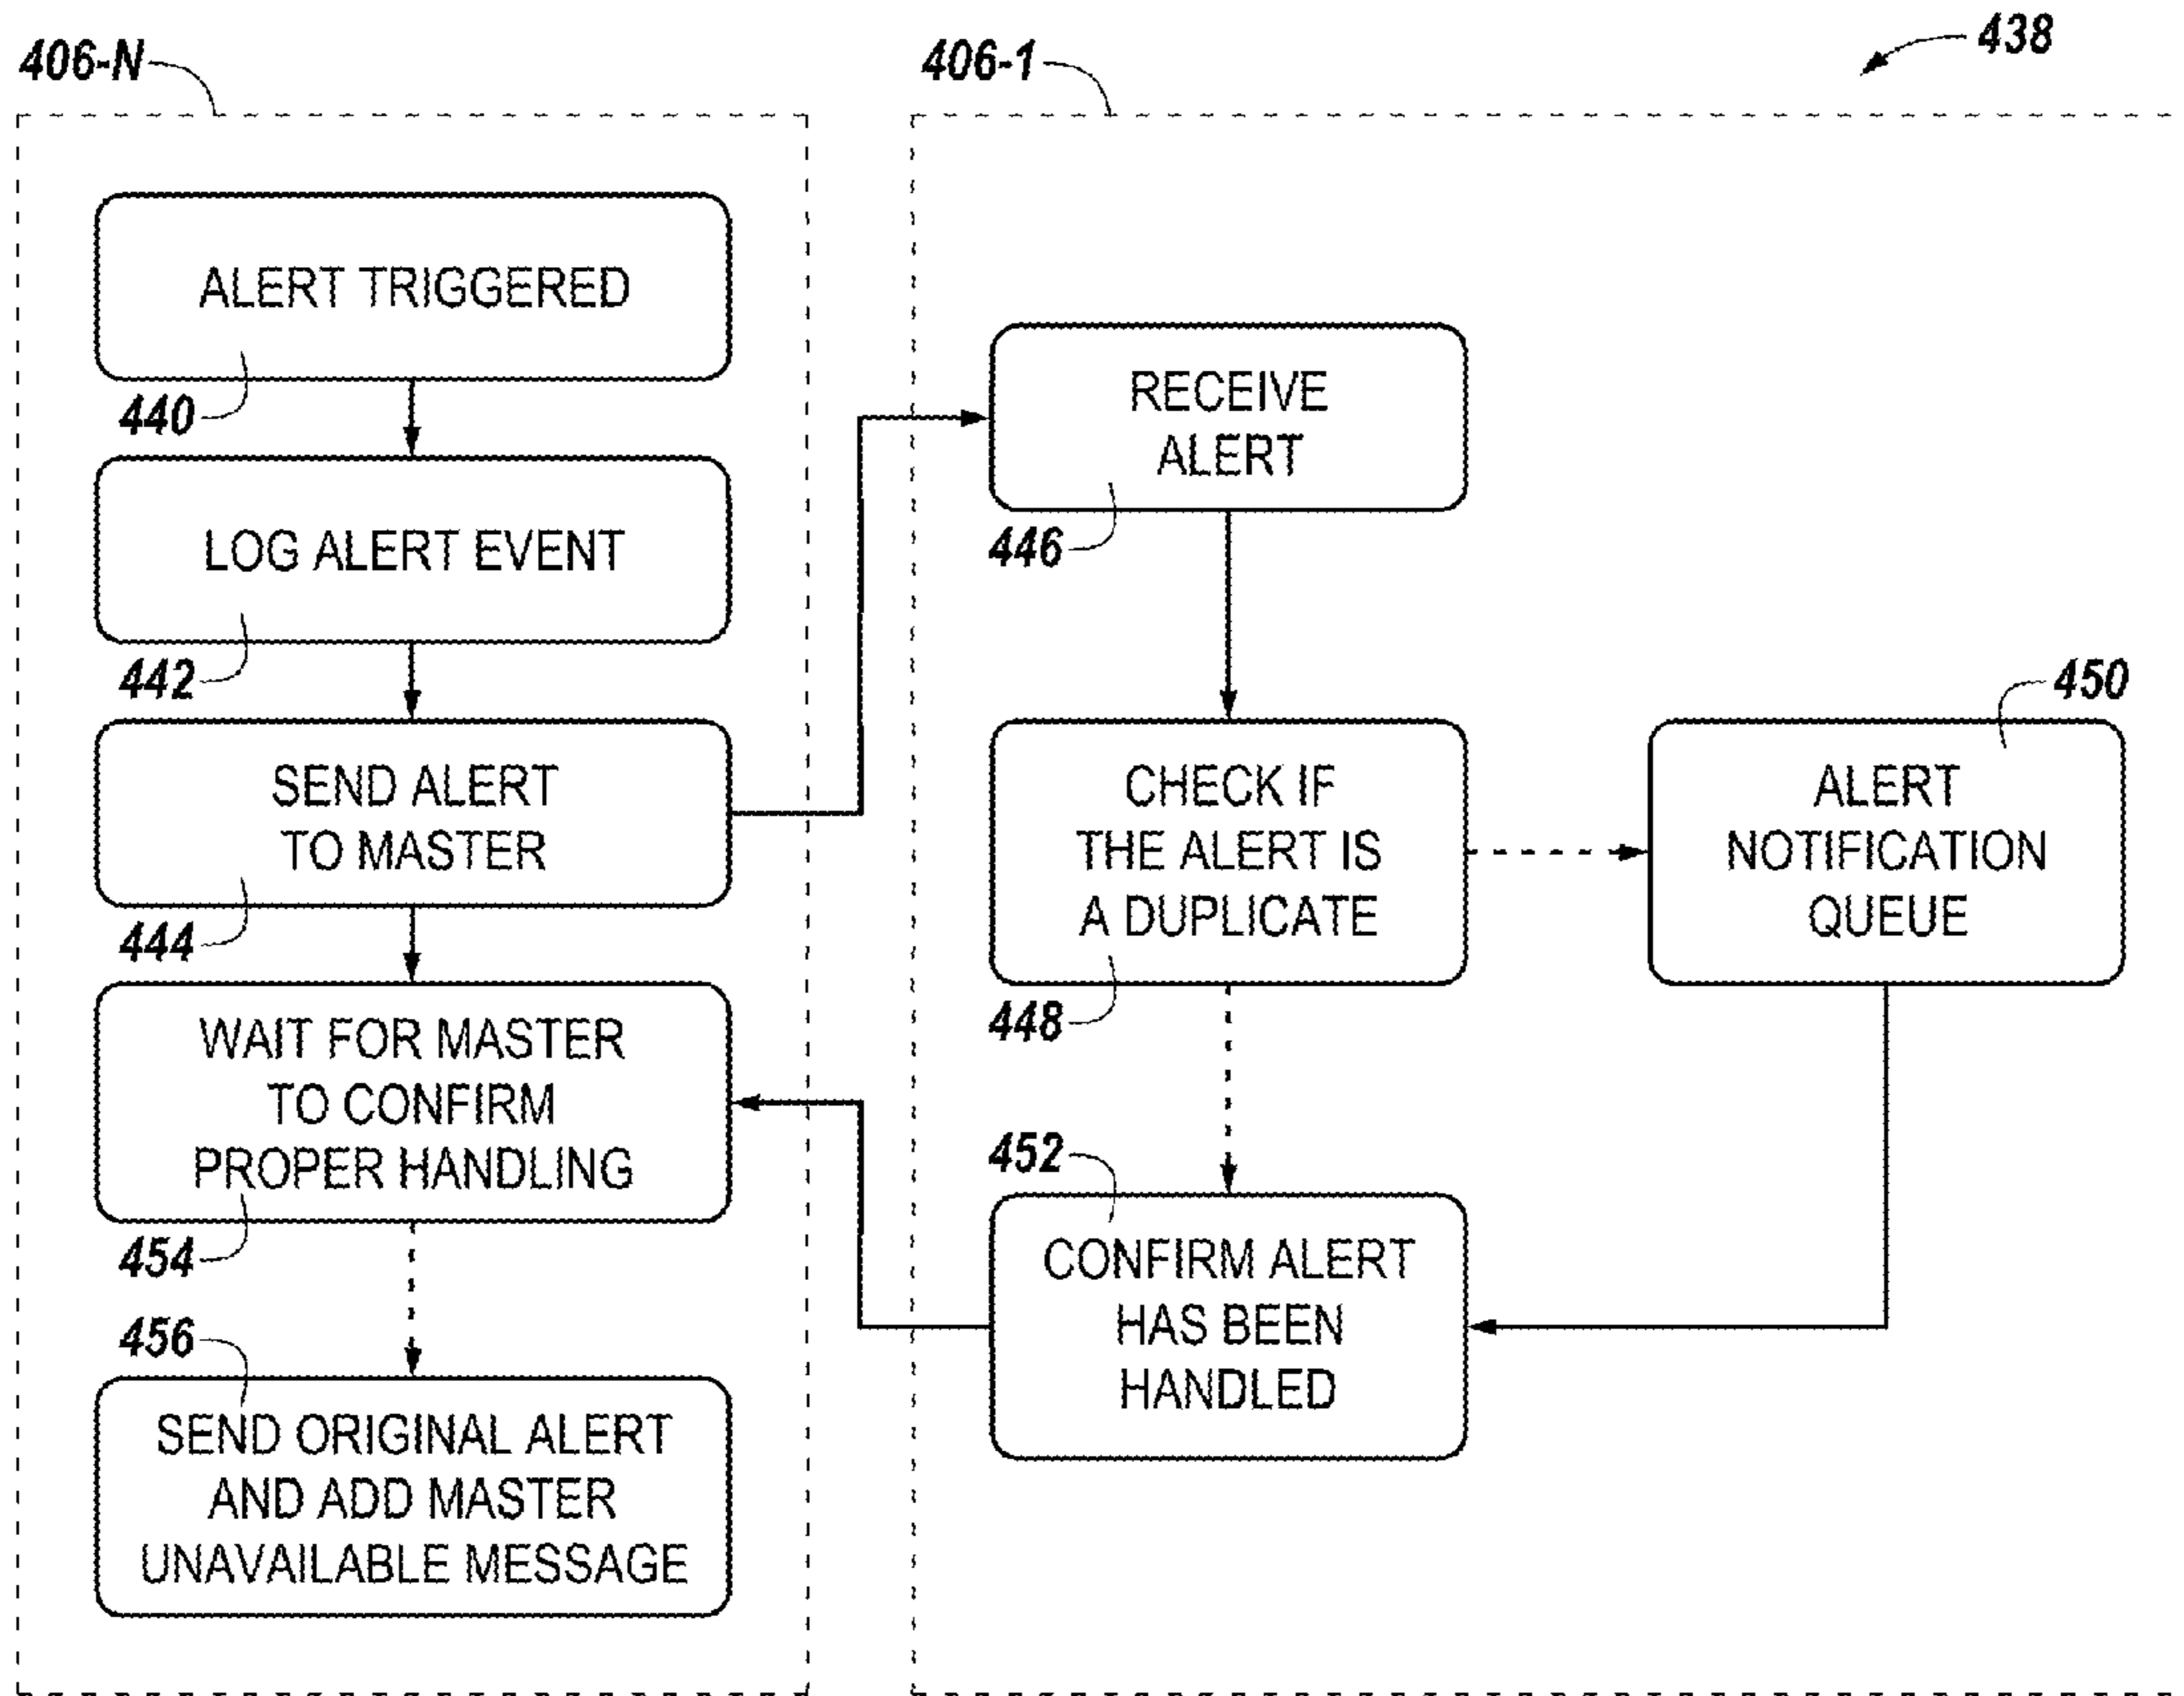 406-N
406-1
438
ALERT TRIGGERED
440
LOG ALERT EVENT
442
SEND ALERT
TO MASTER
444
WAIT FOR MASTER
TO CONFIRM
PROPER HANDLING
454
456
SEND ORIGINAL ALERT
AND ADD MASTER
UNAVAILABLE MESSAGE
RECEIVE
ALERT
446
CHECK IF
THE ALERT IS
A DUPLICATE
448
450
ALERT
NOTIFICATION
QUEUE
452
CONFIRM ALERT
HAS BEEN
HANDLED